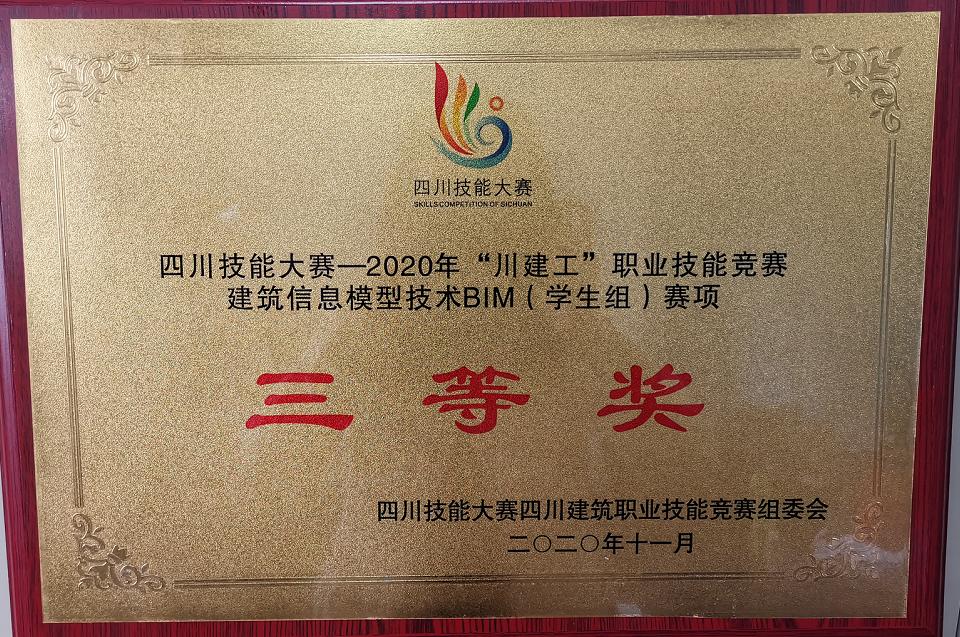 四川技能大赛
SKILLS COMPETITION OF SICHUAN
四川技能大赛—2020年“川建工”职业技能竞赛
建筑信息模型技术BIM（学生组）赛项
三等奖
四川技能大赛四川建筑职业技能竞赛组委会
二〇二〇年十一月